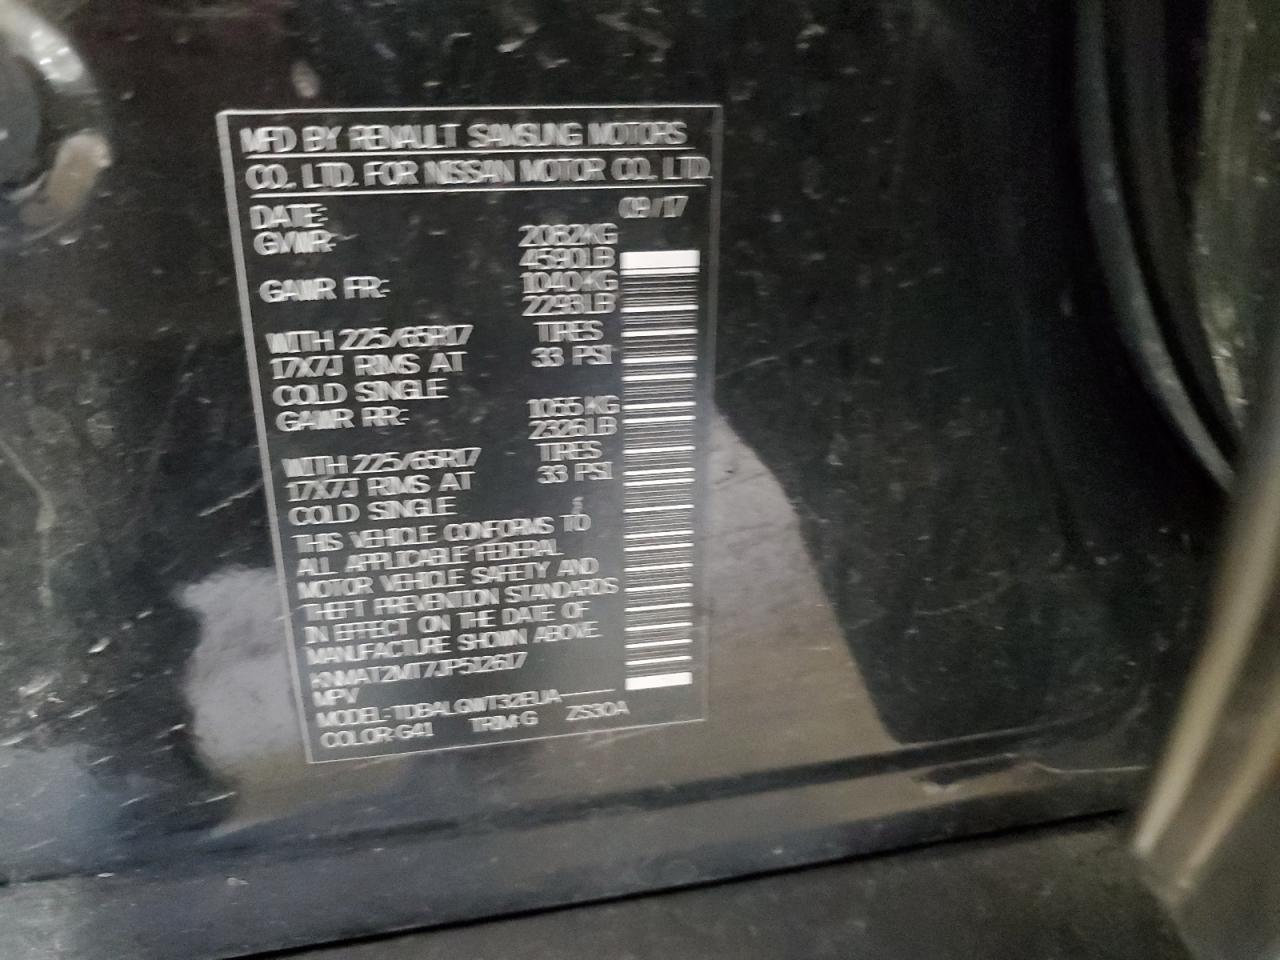 MFD BY RENAULT SAMSUNG MOTORS
CO., LTD. FOR NISSAN MOTOR CO., LTD.
DATE: 09/17
GVWR: 2082KG
4590LB
GAWR FR: 1040KG
2293LB
WITH 225/65R17 TIRES
17X7J RIMS AT 33 PSI
COLD SINGLE
GAWR RR: 1055KG
2326LB
WITH 225/65R17 TIRES
17X7J RIMS AT 33 PSI
COLD SINGLE
THIS VEHICLE CONFORMS TO
ALL APPLICABLE FEDERAL
MOTOR VEHICLE SAFETY AND
THEFT PREVENTION STANDARDS
IN EFFECT ON THE DATE OF
MANUFACTURE SHOWN ABOVE.
KNMAT2MT7JP512617
MPV
COLOR: G41 TRIM: G ZS30A